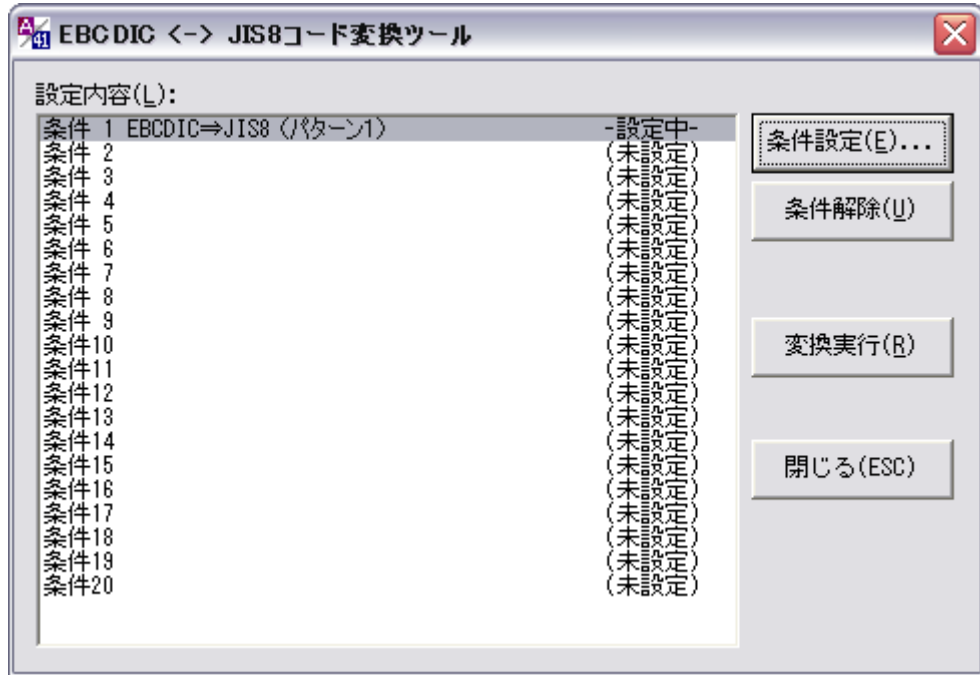 A/41 EBCDIC <-> JIS8コード変換ツール
設定内容(L):
条件 1 EBCDIC⇒JIS8 (パターン1) -設定中-
条件 2 (未設定)
条件 3 (未設定)
条件 4 (未設定)
条件 5 (未設定)
条件 6 (未設定)
条件 7 (未設定)
条件 8 (未設定)
条件 9 (未設定)
条件10 (未設定)
条件11 (未設定)
条件12 (未設定)
条件13 (未設定)
条件14 (未設定)
条件15 (未設定)
条件16 (未設定)
条件17 (未設定)
条件18 (未設定)
条件19 (未設定)
条件20 (未設定)
条件設定(E)...
条件解除(U)
変換実行(R)
閉じる(ESC)